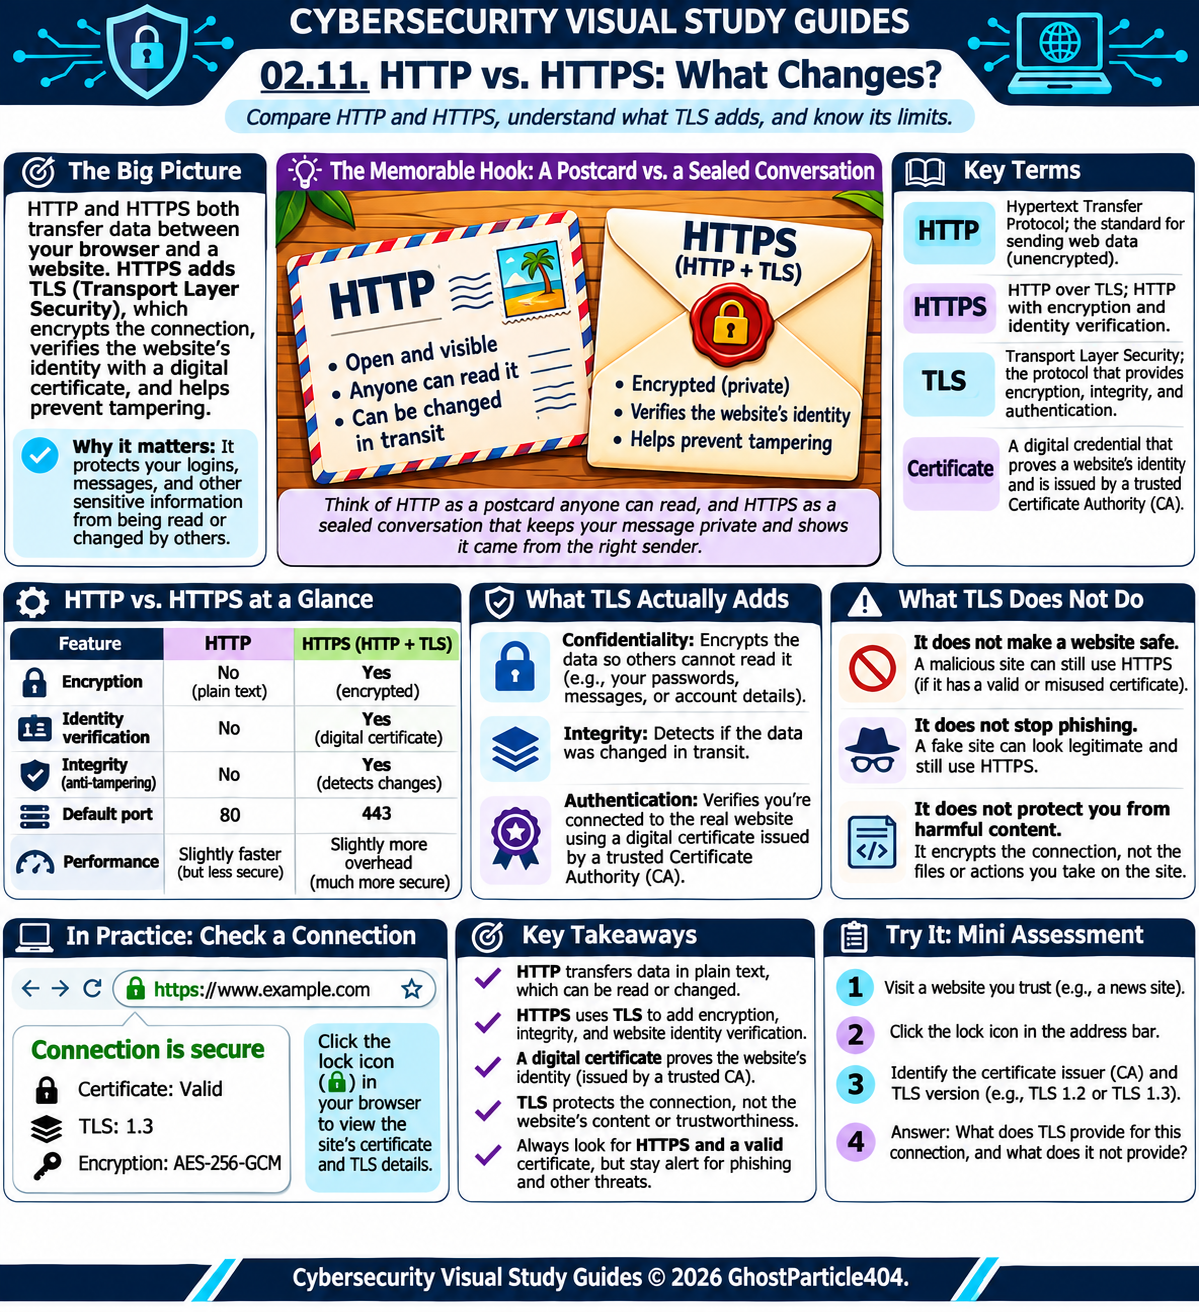 CYBERSECURITY VISUAL STUDY GUIDES
02.11. HTTP vs. HTTPS: What Changes?
Compare HTTP and HTTPS, understand what TLS adds, and know its limits.
The Big Picture
HTTP and HTTPS both
transfer data between
your browser and a
website. HTTPS adds
TLS (Transport Layer
Security), which
encrypts the connection,
verifies the website's
identity with a digital
certificate, and helps
prevent tampering.
Why it matters: It
protects your logins,
messages, and other
sensitive information
from being read or
changed by others.
The Memorable Hook: A Postcard vs. a Sealed Conversation
HTTP
• Open and visible
• Anyone can read it
• Can be changed
in transit
HTTPS
(HTTP + TLS)
• Encrypted (private)
• Verifies the website's identity
• Helps prevent tampering
Think of HTTP as a postcard anyone can read, and HTTPS as a
sealed conversation that keeps your message private and shows
it came from the right sender.
Key Terms
HTTP
Hypertext Transfer
Protocol; the standard for
sending web data
(unencrypted).
HTTPS
HTTP over TLS; HTTP
with encryption and
identity verification.
TLS
Transport Layer Security;
the protocol that provides
encryption, integrity, and
authentication.
Certificate
A digital credential that
proves a website's identity
and is issued by a trusted
Certificate Authority (CA).
HTTP vs. HTTPS at a Glance
Feature HTTP HTTPS (HTTP + TLS)
Encryption No (plain text) Yes (encrypted)
Identity verification No Yes (digital certificate)
Integrity (anti-tampering) No Yes (detects changes)
Default port 80 443
Performance Slightly faster (but less secure) Slightly more overhead (much more secure)
What TLS Actually Adds
Confidentiality: Encrypts the
data so others cannot read it
(e.g., your passwords,
messages, or account details).
Integrity: Detects if the data
was changed in transit.
Authentication: Verifies you're
connected to the real website
using a digital certificate issued
by a trusted Certificate
Authority (CA).
What TLS Does Not Do
It does not make a website safe.
A malicious site can still use HTTPS
(if it has a valid or misused certificate).
It does not stop phishing.
A fake site can look legitimate and
still use HTTPS.
It does not protect you from
harmful content.
It encrypts the connection, not the
files or actions you take on the site.
In Practice: Check a Connection
https://www.example.com
Connection is secure
Certificate: Valid
TLS: 1.3
Encryption: AES-256-GCM
Click the
lock icon
( ) in
your browser
to view the
site's certificate
and TLS details.
Key Takeaways
HTTP transfers data in plain text,
which can be read or changed.
HTTPS uses TLS to add encryption,
integrity, and website identity verification.
A digital certificate proves the website's
identity (issued by a trusted CA).
TLS protects the connection, not the
website's content or trustworthiness.
Always look for HTTPS and a valid
certificate, but stay alert for phishing
and other threats.
Try It: Mini Assessment
1 Visit a website you trust (e.g., a news site).
2 Click the lock icon in the address bar.
3 Identify the certificate issuer (CA) and
TLS version (e.g., TLS 1.2 or TLS 1.3).
4 Answer: What does TLS provide for this
connection, and what does it not provide?
Cybersecurity Visual Study Guides © 2026 GhostParticle404.